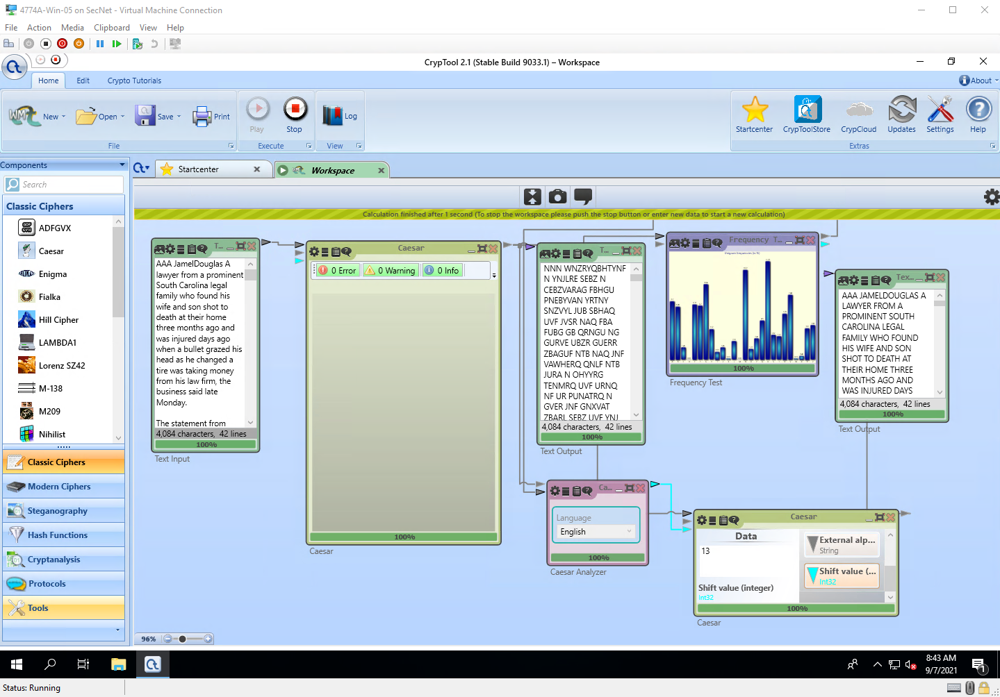 4774A-Win-05 on SecNet - Virtual Machine Connection
File Action Media Clipboard View Help
CrypTool 2.1 (Stable Build 9033.1) – Workspace
Home Edit Crypto Tutorials About
New Open Save Print Play Stop Log
File Execute View
Startcenter CrypToolStore CrypCloud Updates Settings Help
Extras
Components
Search
Classic Ciphers
ADFGVX
Caesar
Enigma
Fialka
Hill Cipher
LAMBDA1
Lorenz SZ42
M-138
M209
Nihilist
Classic Ciphers
Modern Ciphers
Steganography
Hash Functions
Cryptanalysis
Protocols
Tools
Startcenter
Workspace
Calculation finished after 1 second (To stop the workspace please push the stop button or enter new data to start a new calculation)
T...
AAA JamelDouglas A
lawyer from a prominent
South Carolina legal
family who found his
wife and son shot to
death at their home
three months ago and
was injured days ago
when a bullet grazed his
head as he changed a
tire was taking money
from his law firm, the
business said late
Monday.
The statement from
4,084 characters, 42 lines
100%
Text Input
Caesar
0 Error 0 Warning 0 Info
100%
Caesar
T...
NNN WNZRYQBHTYNF
N YNJLRE SEBZ N
CEBZVARAG FBHGU
PNEBYVAN YRTNY
SNZVYL JUB SBHAQ
UVF JVSR NAQ FBA
FUBG GB QRNGU NG
GURVE UBZR GUERR
ZBAGUF NTB NAQ JNF
VAWHERQ QNLF NTB
JURA N OHYYRG
TENMRQ UVF URNQ
NF UR PUNATRQ N
GVER JNF GNXVAT
ZBARL SEBZ UVF YNJ
4,084 characters, 42 lines
100%
Text Output
Frequency T...
Unigram frequencies (in %)
100%
Frequency Test
Tex...
AAA JAMELDOUGLAS A
LAWYER FROM A
PROMINENT SOUTH
CAROLINA LEGAL
FAMILY WHO FOUND
HIS WIFE AND SON
SHOT TO DEATH AT
THEIR HOME THREE
MONTHS AGO AND
WAS INJURED DAYS
4,084 characters, 42 lines
100%
Text Output
Ca...
Language
English
100%
Caesar Analyzer
Caesar
Data
13
Shift value (integer)
Int32
External alp...
String
Shift value (...
Int32
100%
Caesar
96%
8:43 AM
9/7/2021
1
Status: Running